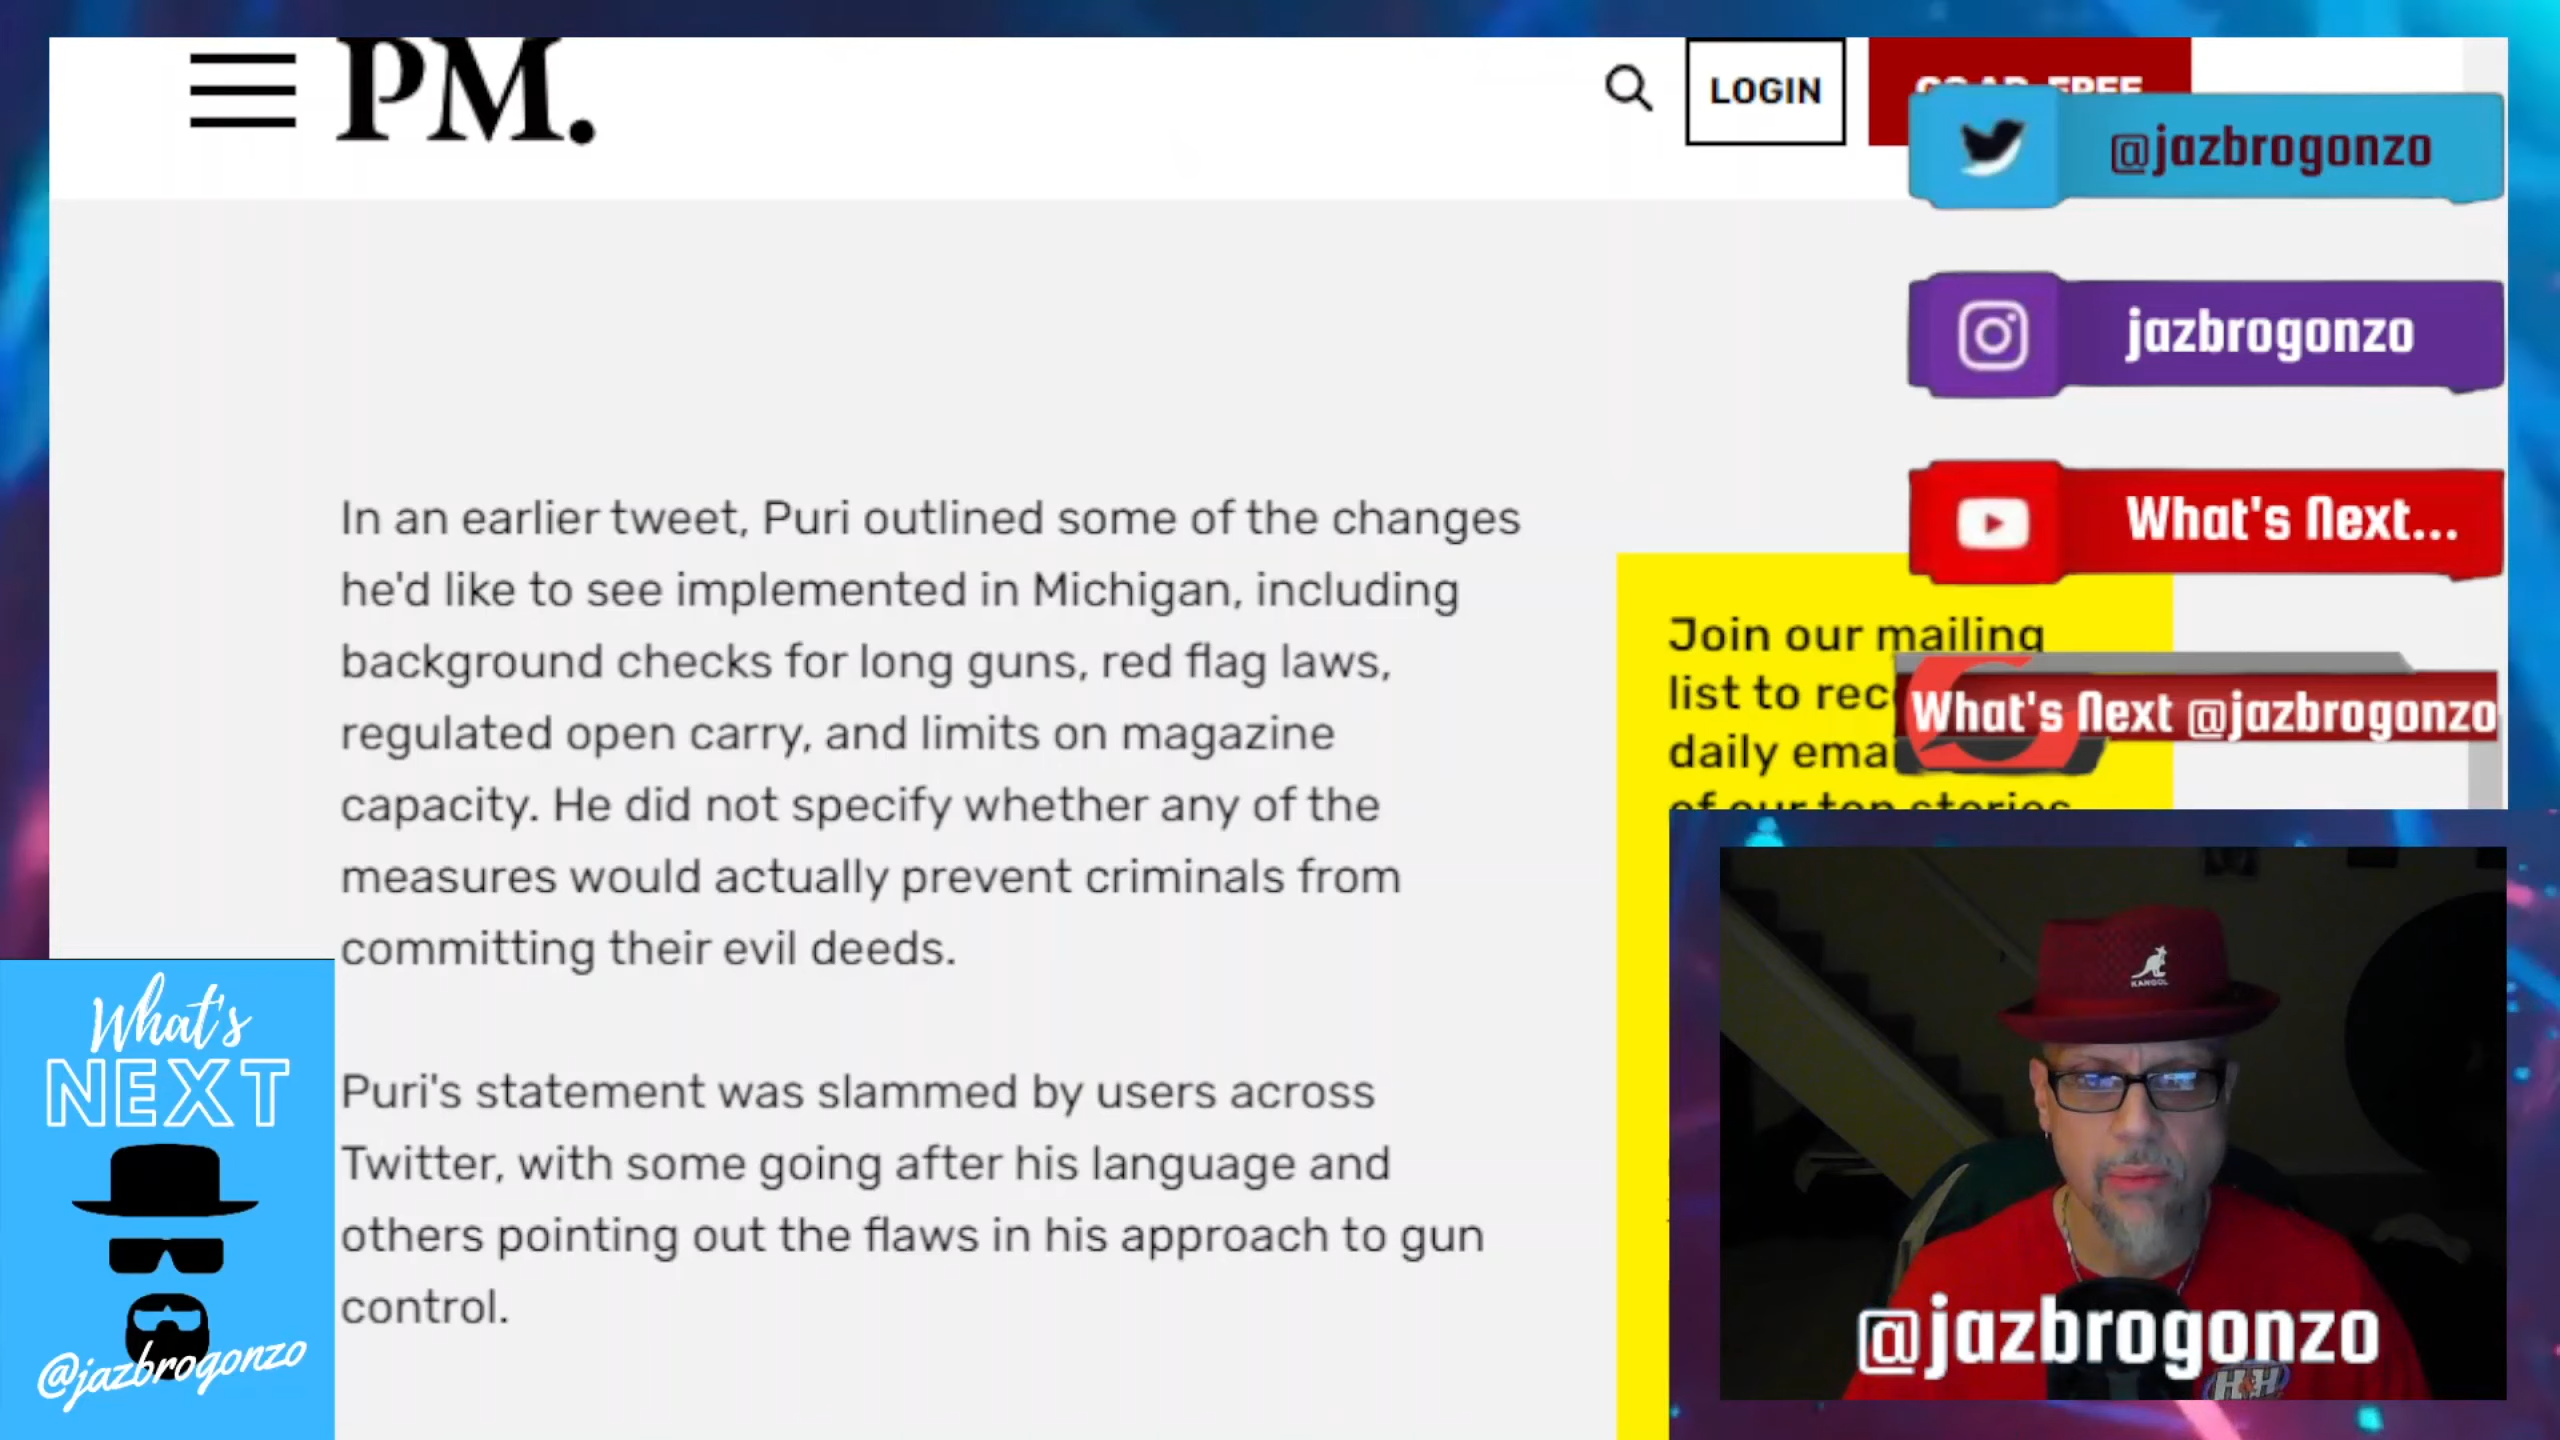 PM.
LOGIN
@jazbrogonzo
jazbrogonzo
What's Next...
In an earlier tweet, Puri outlined some of the changes
he'd like to see implemented in Michigan, including
background checks for long guns, red flag laws,
regulated open carry, and limits on magazine
capacity. He did not specify whether any of the
measures would actually prevent criminals from
committing their evil deeds.
Puri's statement was slammed by users across
Twitter, with some going after his language and
others pointing out the flaws in his approach to gun
control.
Join our mailing
list to
daily
of our top stories
What's Next @jazbrogonzo
What's
NEXT
@jazbrogonzo
KANGOL
@jazbrogonzo
H&H